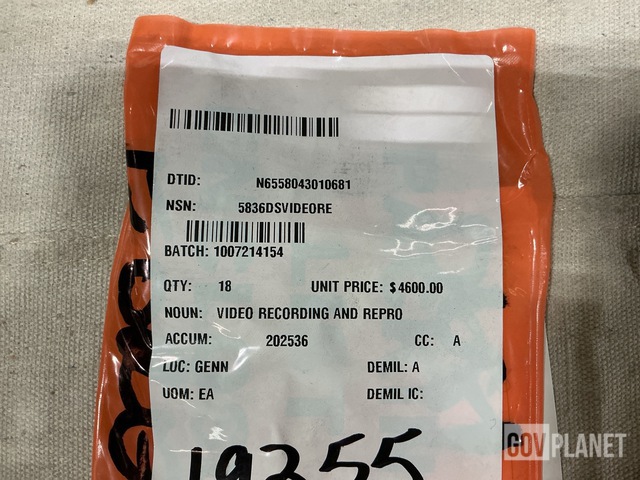 DTID: N6558043010681
NSN: 5836DSVIDEORE
BATCH: 1007214154
QTY: 18 UNIT PRICE: $4600.00
NOUN: VIDEO RECORDING AND REPRO
ACCUM: 202536 CC: A
LOC: GENN DEMIL: A
UOM: EA DEMIL IC:
19355
GOVPLANET